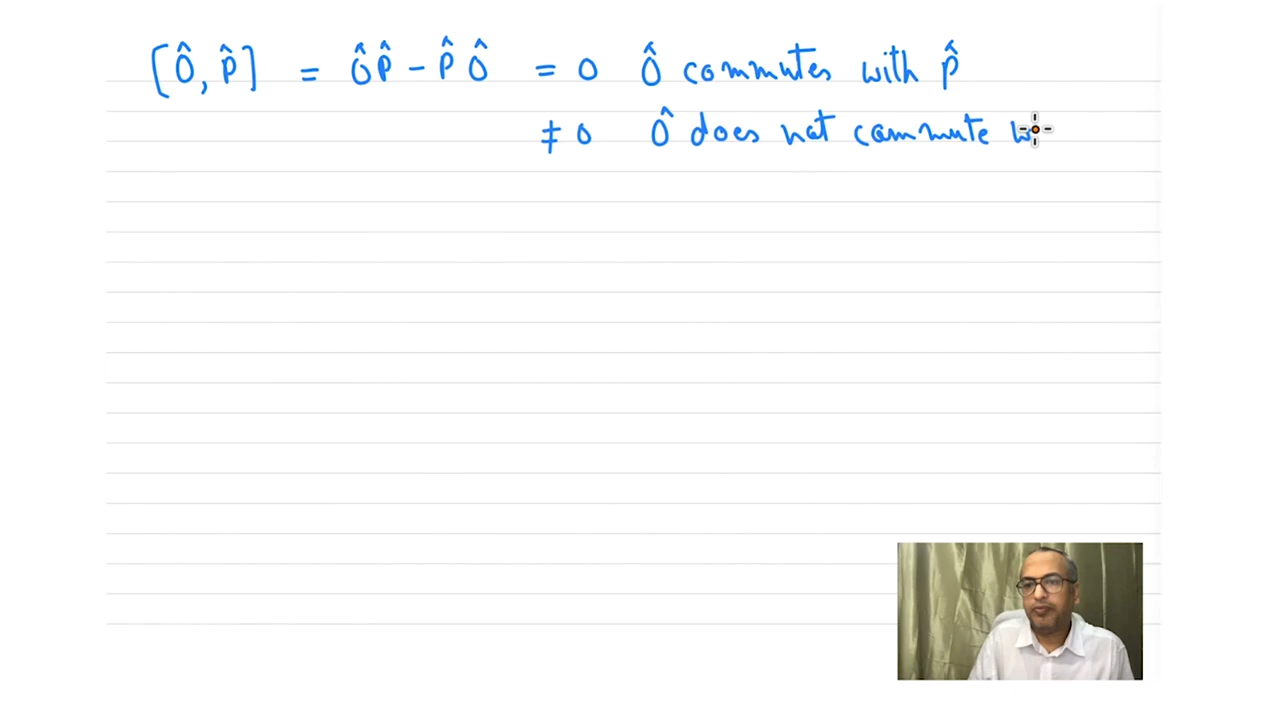 [Ô, P̂] = ÔP̂ - P̂Ô = 0 Ô commutes with P̂
≠ 0 Ô does not commute w